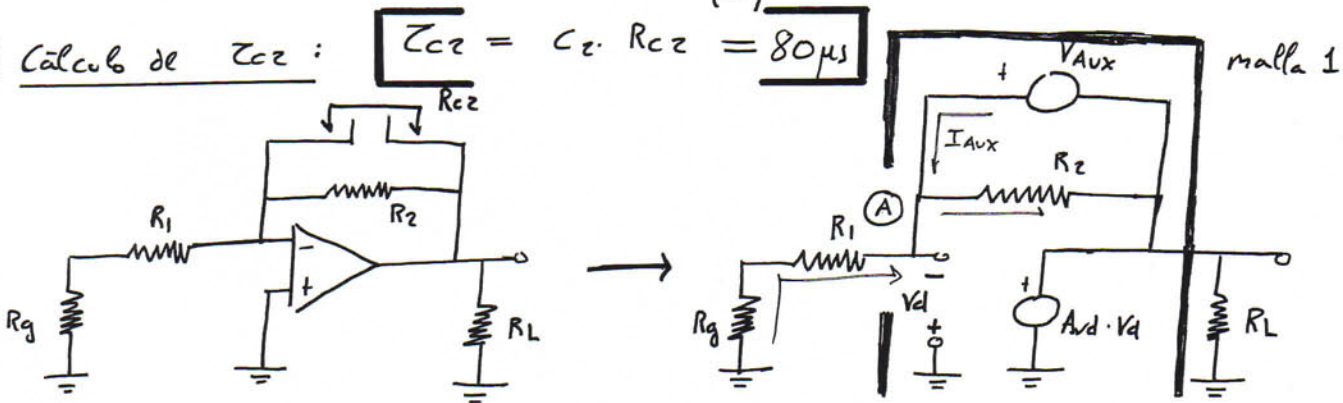 Cálculo de τc2 : τc2 = C2 · Rc2 = 80μs
VAux
malla 1
Rc2
+
IAux
R2
R2
R1
A
R1
-
-
+
Vd
Rg
Rg
+
+
Avd · Vd
RL
RL